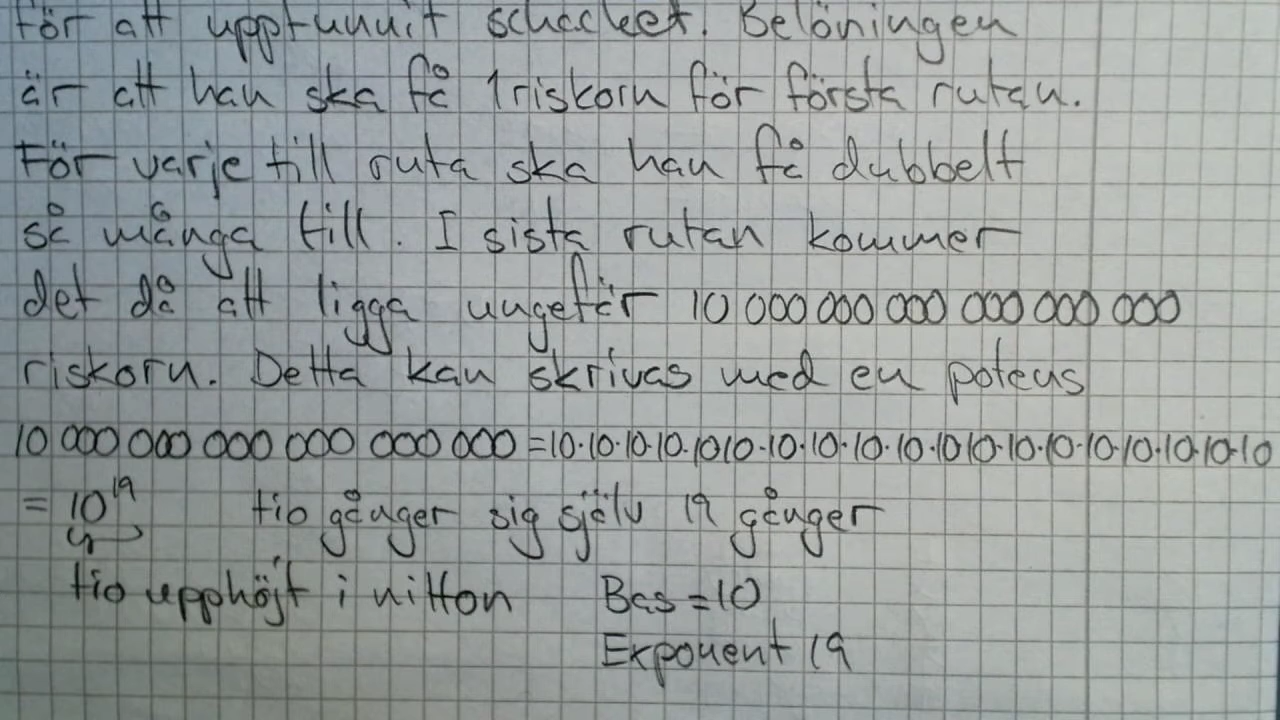 för att uppfunnit schacket. Belöningen
är att han ska få 1 riskorn för första rutan.
För varje till ruta ska han få dubbelt
så många till. I sista rutan kommer
det då att ligga ungefär 10 000 000 000 000 000 000
riskorn. Detta kan skrivas med en potens
10 000 000 000 000 000 000 = 10·10·10·10·10·10·10·10·10·10·10·10·10·10·10·10·10·10·10
= 10¹⁹ tio gånger sig själv 19 gånger
tio upphöjt i nitton Bas = 10
Exponent 19